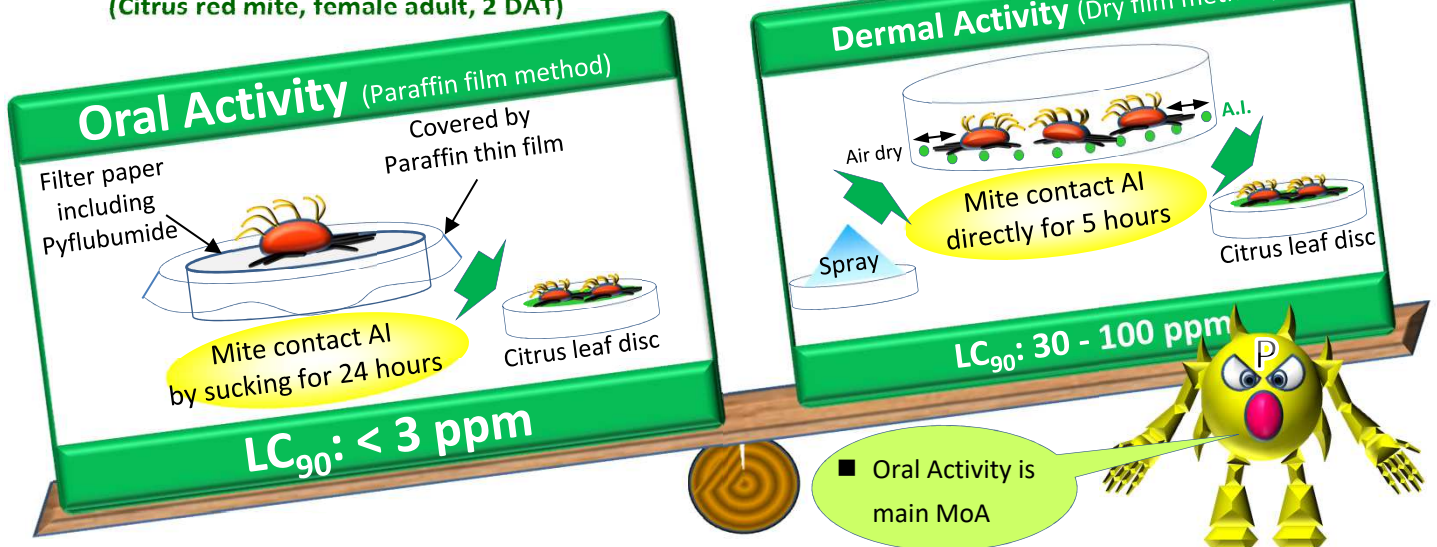 (Citrus red mite, female adult, 2 DAT)
Oral Activity (Paraffin film method)
Filter paper
including
Pyflubumide
Covered by
Paraffin thin film
Mite contact AI
by sucking for 24 hours
Citrus leaf disc
LC90: < 3 ppm
Dermal Activity (Dry film
Air dry
A.I.
Spray
Mite contact AI
directly for 5 hours
Citrus leaf disc
LC90: 30 - 100 ppm
P
■ Oral Activity is
main MoA